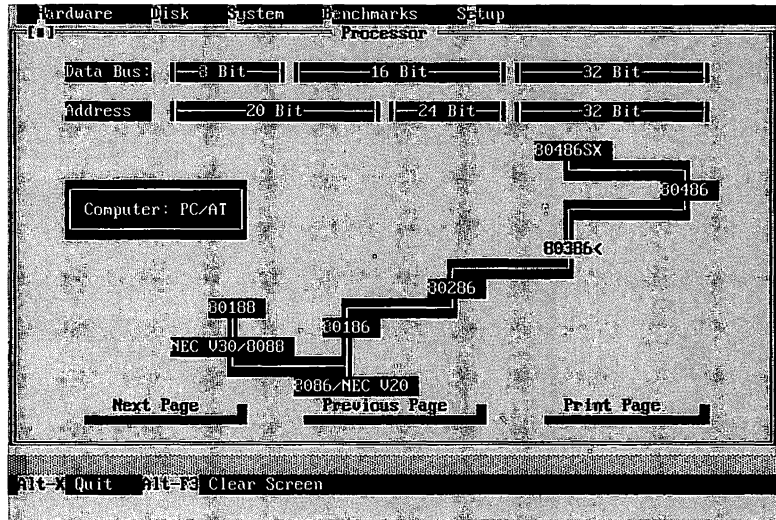 Hardware Disk System Benchmarks Setup
[■] Processor
Data Bus: 8 Bit 16 Bit 32 Bit
Address 20 Bit 24 Bit 32 Bit
80486SX
80486
Computer: PC/AT
80386<
80286
80188
80186
NEC V30/8088
8086/NEC V20
Next Page Previous Page Print Page
Alt-X Quit Alt-F3 Clear Screen